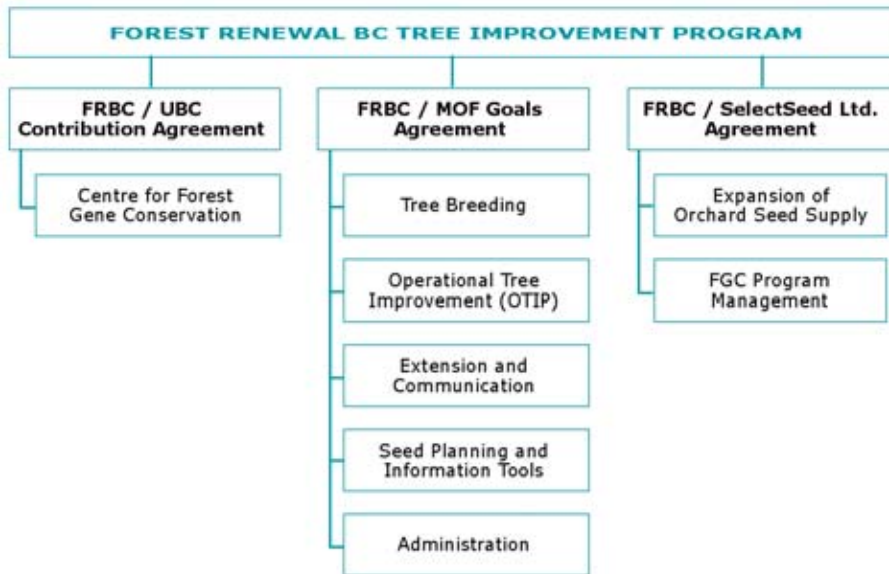 FOREST RENEWAL BC TREE IMPROVEMENT PROGRAM
FRBC / UBC
Contribution Agreement
Centre for Forest
Gene Conservation
FRBC / MOF Goals
Agreement
Tree Breeding
Operational Tree
Improvement (OTIP)
Extension and
Communication
Seed Planning and
Information Tools
Administration
FRBC / SelectSeed Ltd.
Agreement
Expansion of
Orchard Seed Supply
FGC Program
Management